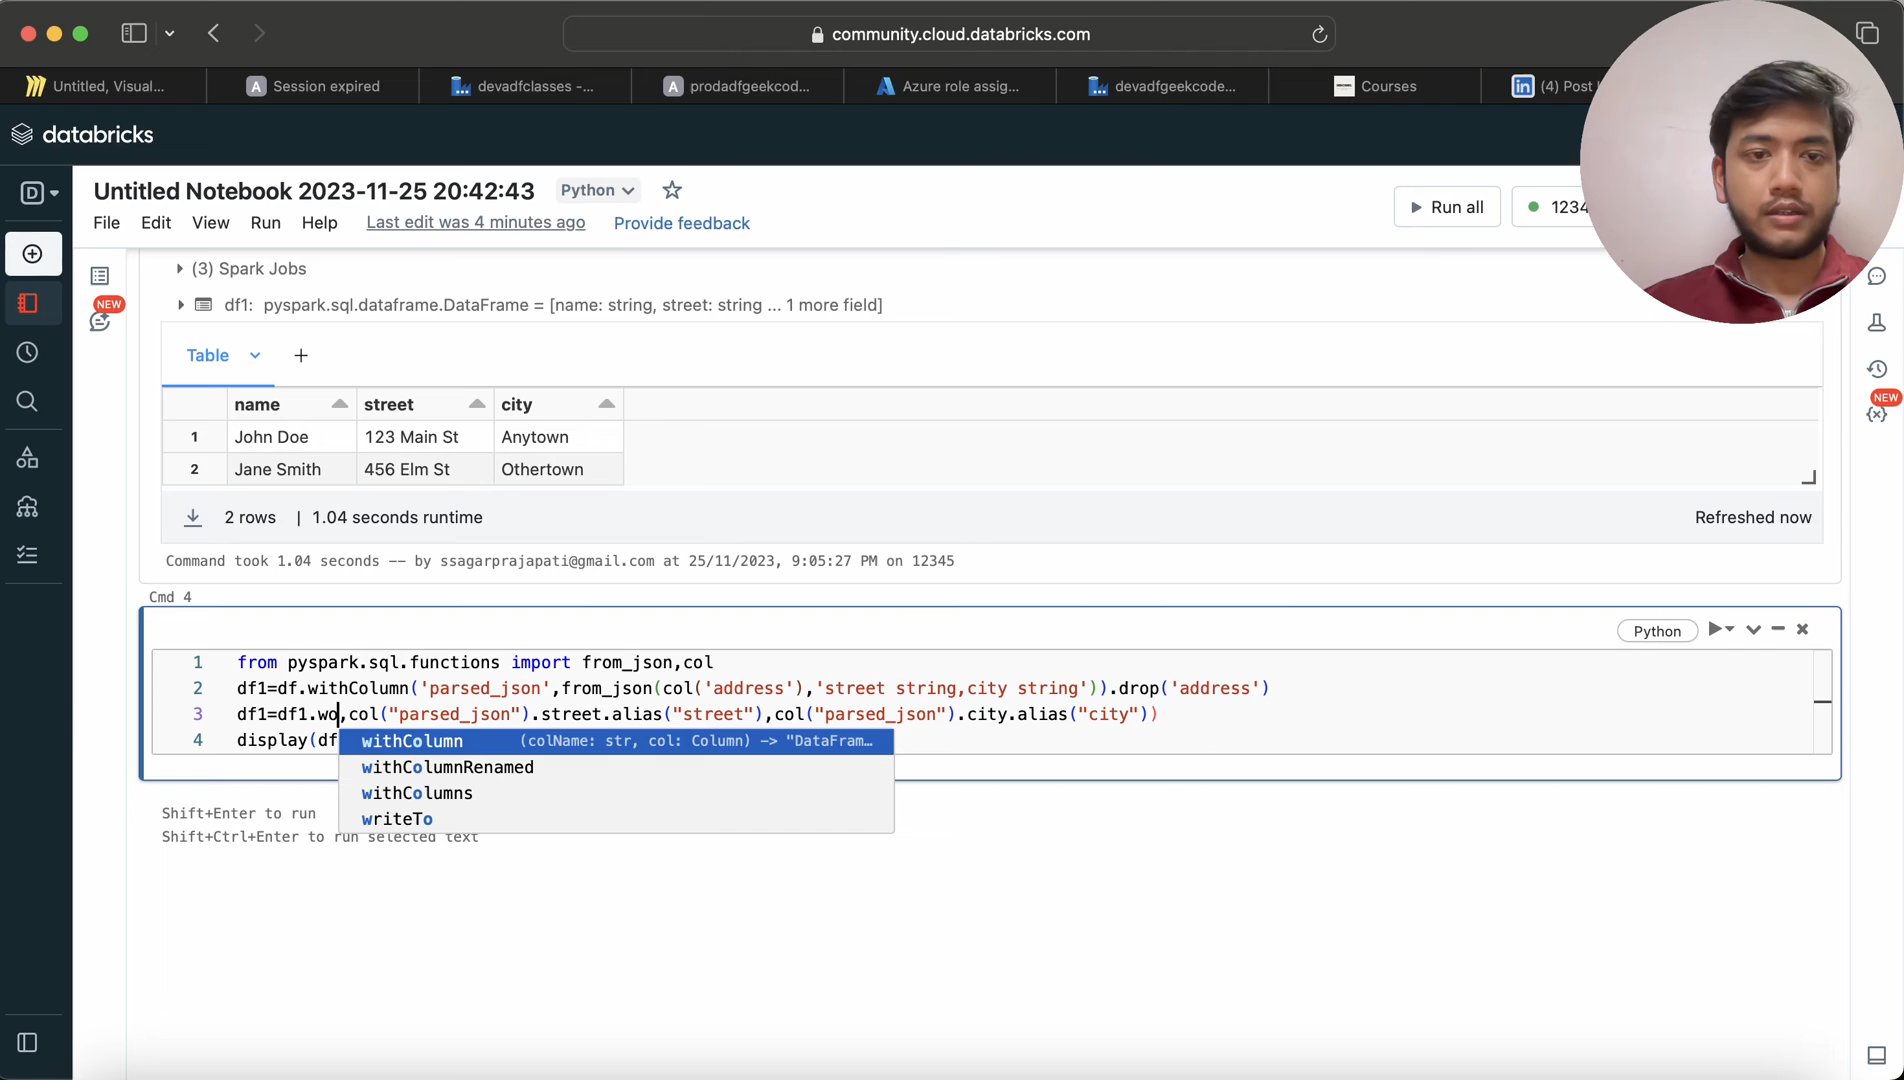 community.cloud.databricks.com
Untitled, Visual...
A Session expired
devadfclasses -...
A prodadfgeekcod...
Azure role assig...
devadfgeekcode...
Courses
in (4) Post
databricks
D
Untitled Notebook 2023-11-25 20:42:43 Python
Run all
1234
File Edit View Run Help Last edit was 4 minutes ago Provide feedback
(3) Spark Jobs
NEW
df1: pyspark.sql.dataframe.DataFrame = [name: string, street: string ... 1 more field]
Table +
name street city
1 John Doe 123 Main St Anytown
2 Jane Smith 456 Elm St Othertown
NEW
2 rows | 1.04 seconds runtime
Refreshed now
Command took 1.04 seconds -- by ssagarprajapati@gmail.com at 25/11/2023, 9:05:27 PM on 12345
Cmd 4
Python
1 from pyspark.sql.functions import from_json,col
2 df1=df.withColumn('parsed_json',from_json(col('address'),'street string,city string')).drop('address')
3 df1=df1.wo,col("parsed_json").street.alias("street"),col("parsed_json").city.alias("city"))
4 display(df
withColumn (colName: str, col: Column) -> "DataFram...
withColumnRenamed
withColumns
writeTo
Shift+Enter to run
Shift+Ctrl+Enter to run selected text